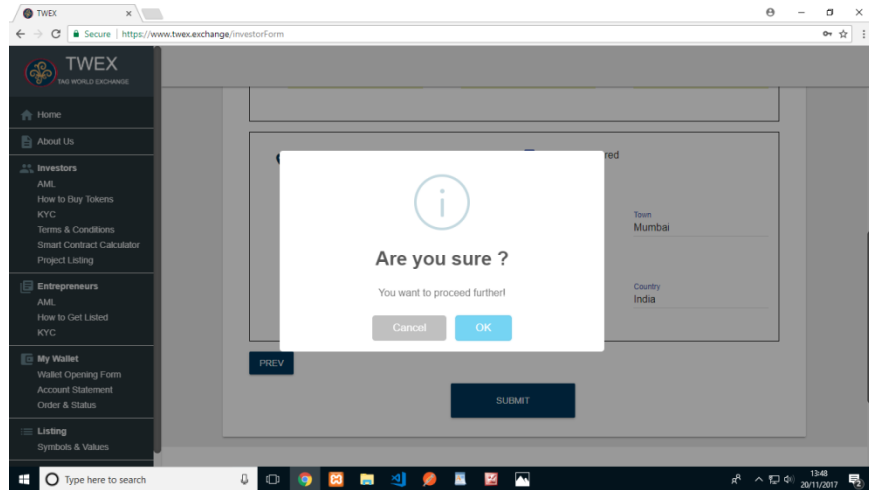 TWEX
Secure | https://www.twex.exchange/investorForm
TWEX
TAG WORLD EXCHANGE
Home
About Us
Investors
AML
How to Buy Tokens
KYC
Terms & Conditions
Smart Contract Calculator
Project Listing
Entrepreneurs
AML
How to Get Listed
KYC
My Wallet
Wallet Opening Form
Account Statement
Order & Status
Listing
Symbols & Values
red
Town
Mumbai
Country
India
Are you sure ?
You want to proceed further!
Cancel
OK
PREV
SUBMIT
Type here to search
13:48
20/11/2017